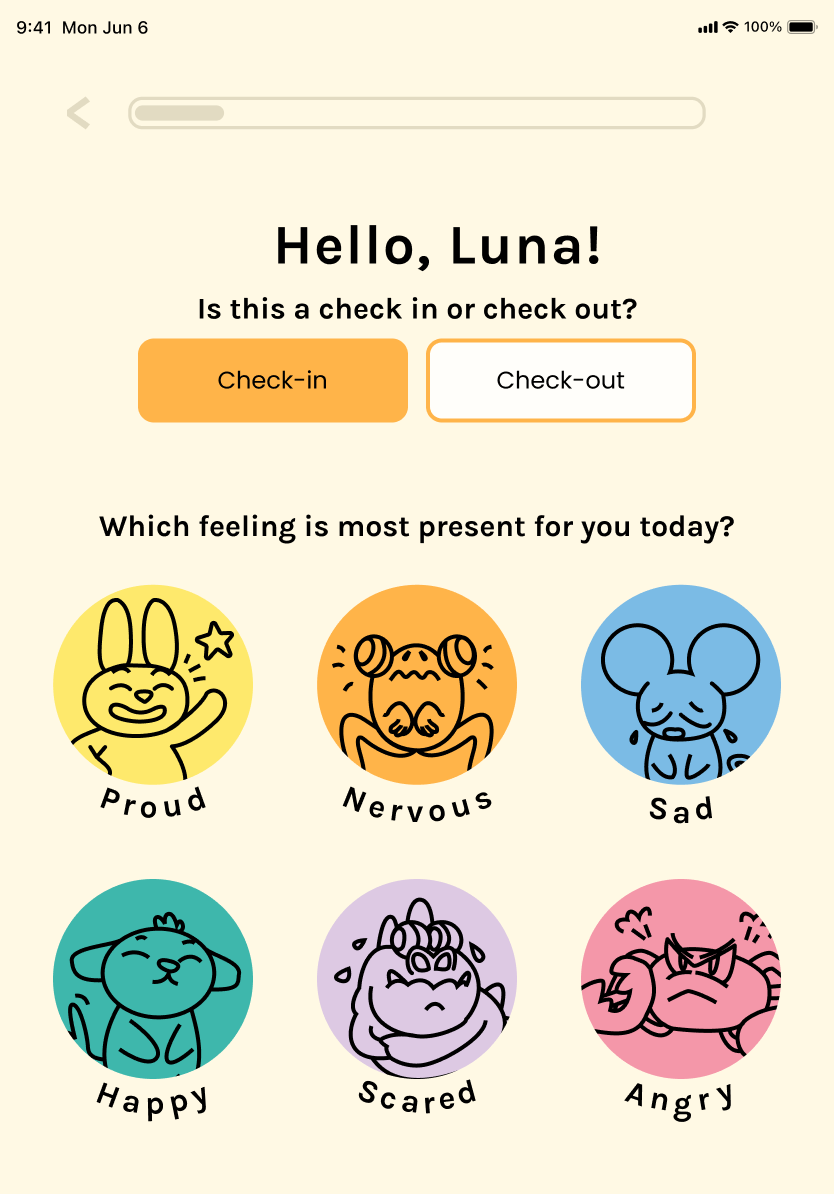 9:41 Mon Jun 6 100%
Hello, Luna!
Is this a check in or check out?
Check-in Check-out
Which feeling is most present for you today?
Proud Nervous Sad
Happy Scared Angry